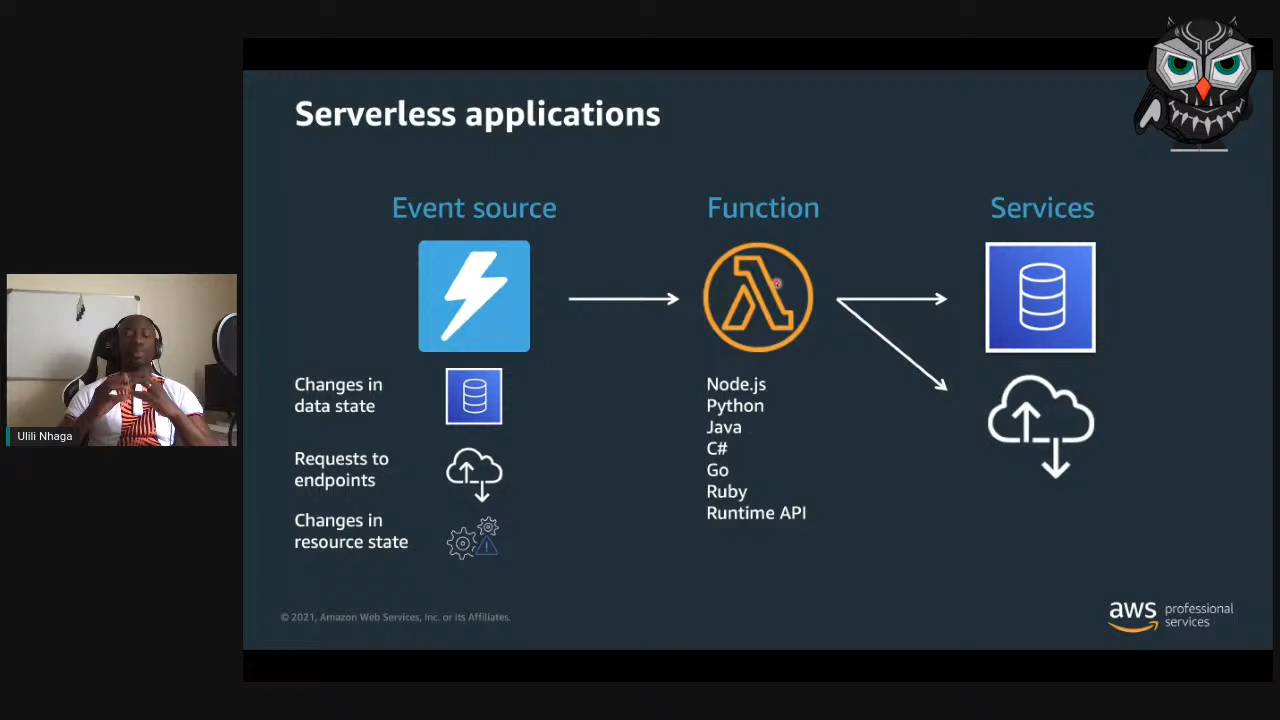 Serverless applications
Event source
Function
Services
Changes in
data state
Requests to
endpoints
Changes in
resource state
Node.js
Python
Java
C#
Go
Ruby
Runtime API
Ulili Nhaga
© 2021, Amazon Web Services, Inc. or its Affiliates.
aws professional
services